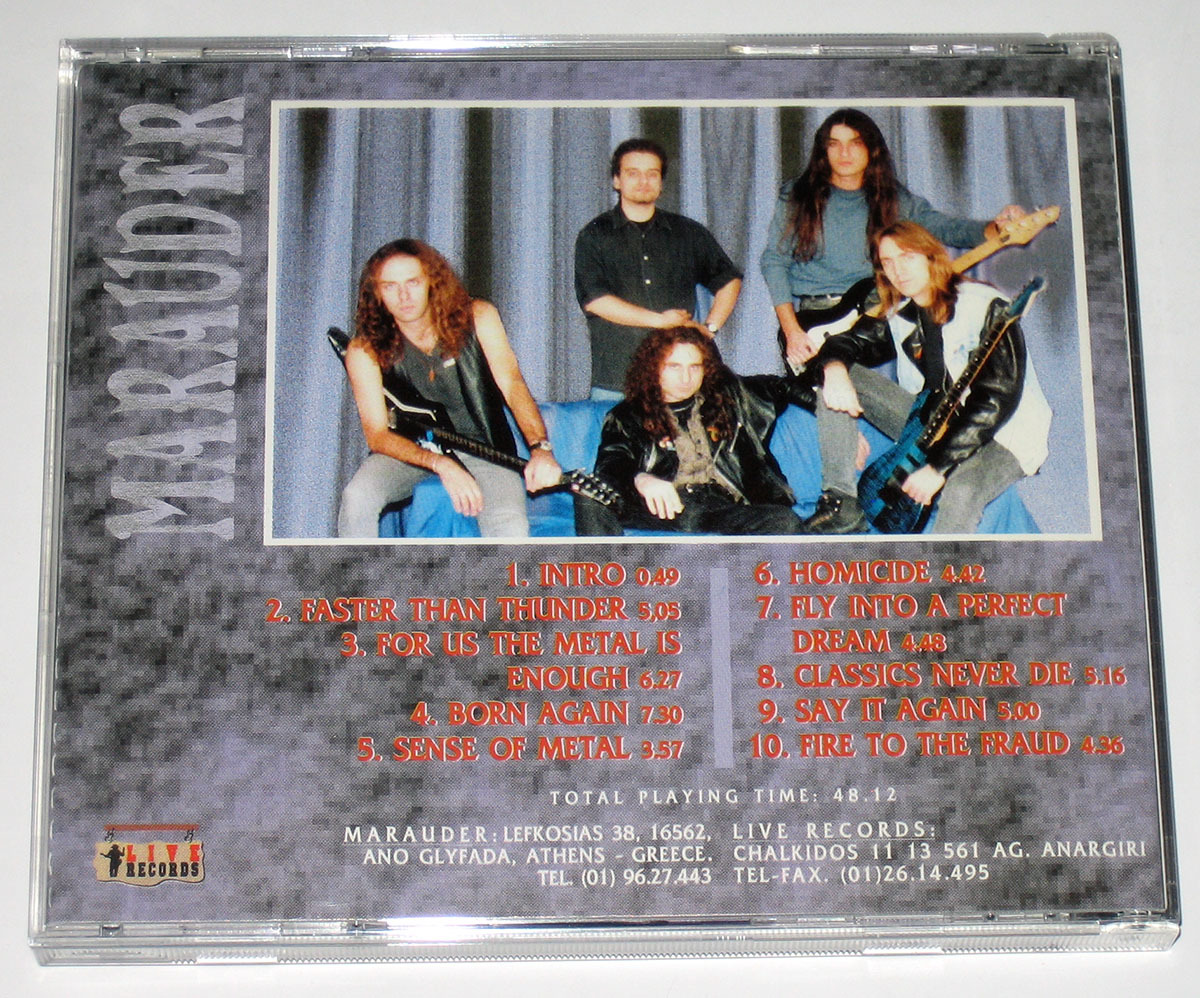 MARAUDER
1. INTRO 0.49
2. FASTER THAN THUNDER 5,05
3. FOR US THE METAL IS
ENOUGH 6.27
4. BORN AGAIN 7.30
5. SENSE OF METAL 3.57
6. HOMICIDE 4.42
7. FLY INTO A PERFECT
DREAM 4.48
8. CLASSICS NEVER DIE 5.16
9. SAY IT AGAIN 5.00
10. FIRE TO THE FRAUD 4.36
TOTAL PLAYING TIME: 48.12
MARAUDER: LEFKOSIAS 38, 16562,
ANO GLYFADA, ATHENS - GREECE.
TEL. (01) 96.27.443
LIVE RECORDS:
CHALKIDOS 11 13 561 AG. ANARGIRI
TEL-FAX. (01)26.14.495
LIVE
RECORDS